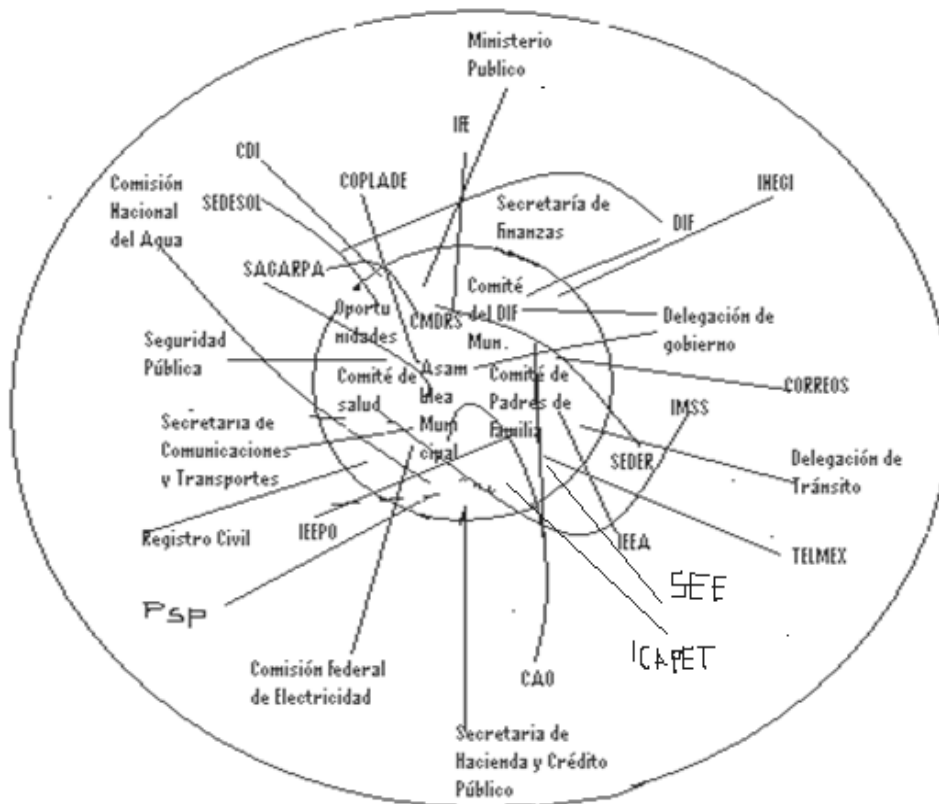 Ministerio
Publico
IFE
CDI
COPLADE
Comisión
Nacional
del Agua
SEDESOL
INEGI
Secretaría de
finanzas
DIF
SAGARPA
Oportu
nidades
CMDRS
Comité
del DIF
Mun.
Delegación de
gobierno
Seguridad
Pública
Comité de
salud
Asam
blea
Muni
cipal
Comité de
Padres de
familia
CORREOS
IMSS
Secretaria de
Comunicaciones
y Transportes
SEDER
Delegación de
Tránsito
Registro Civil
IEEPO
IEEA
TELMEX
SEE
PSP
ICAPET
Comisión federal
de Electricidad
CAO
Secretaria de
Hacienda y Crédito
Público